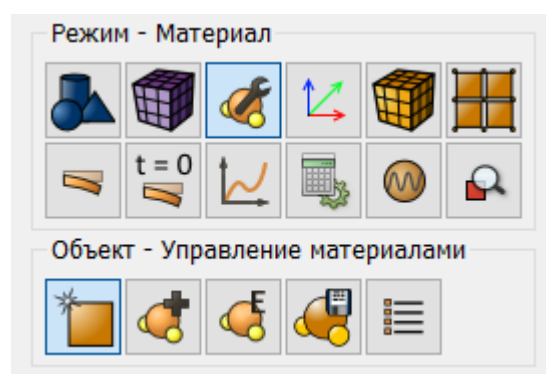 Режим - Материал
t = 0
Объект - Управление материалами
E